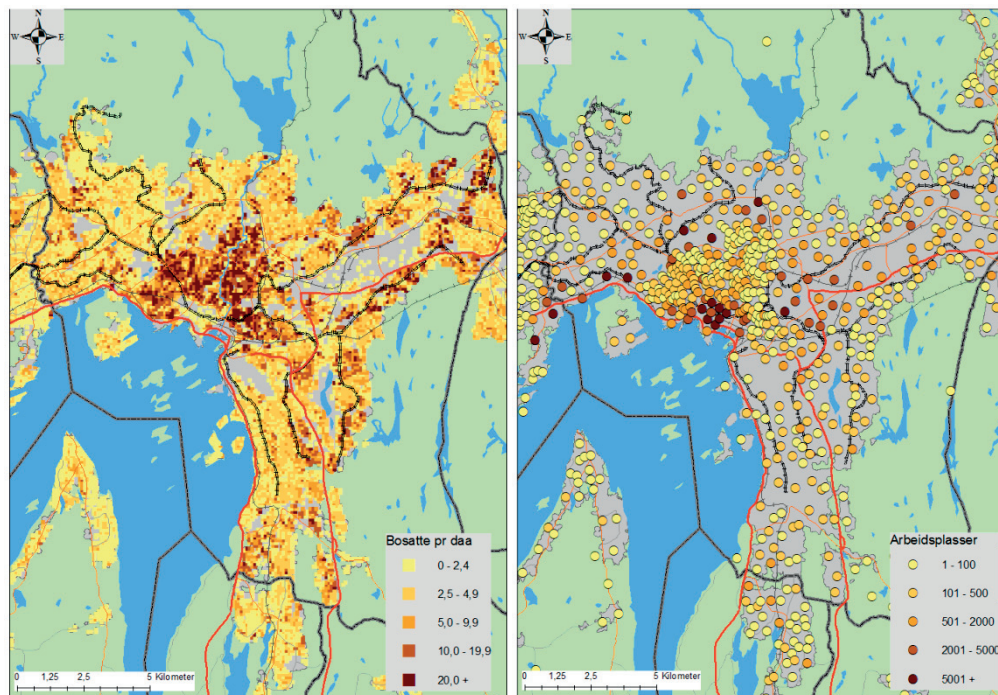 N
W E
S
Bosatte pr daa
0 - 2,4
2,5 - 4,9
5,0 - 9,9
10,0 - 19,9
20,0 +
0 1,25 2,5 5 Kilometer
N
W E
S
Arbeidsplasser
1 - 100
101 - 500
501 - 2000
2001 - 5000
5001 +
0 1,25 2,5 5 Kilometer